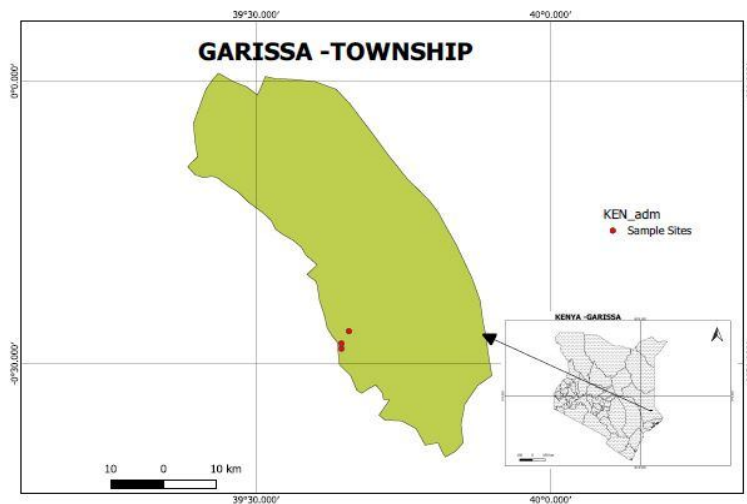 39°30.000' 40°0.000'
GARISSA -TOWNSHIP
0°0.000'
KEN_adm
Sample Sites
KENYA -GARISSA
-0°30.000'
10 0 10 km
39°30.000' 40°0.000'